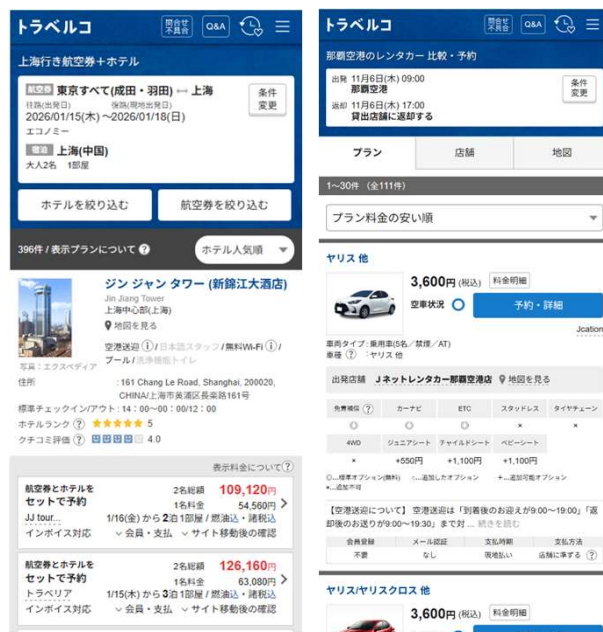 トラベルコ
問合せ
不具合
Q&A
上海行き航空券+ホテル
航空券 東京すべて(成田・羽田) ⇔ 上海
往路(出発日) 復路(現地出発日)
2026/01/15(木)~2026/01/18(日)
エコノミー
宿泊 上海(中国)
大人2名 1部屋
条件
変更
ホテルを絞り込む
航空券を絞り込む
396件 / 表示プランについて ?
ホテル人気順
ジン ジャン タワー (新錦江大酒店)
Jin Jiang Tower
上海中心部(上海)
地図を見る
空港送迎 / 日本語スタッフ / 無料Wi-Fi /
プール / 洗浄機能トイレ
写真:エクスペディア
住所 : 161 Chang Le Road, Shanghai, 200020,
CHINA/上海市黄浦区長楽路161号
標準チェックイン/アウト : 14:00~00:00/12:00
ホテルランク ? ★★★★★ 5
クチコミ評価 ? 4.0
表示料金について?
航空券とホテルを
セットで予約
JJ tour...
インボイス対応
2名総額 109,120円
1名料金 54,560円
1/16(金) から 2泊 1部屋 / 燃油込・諸税込
会員・支払 サイト移動後の確認
航空券とホテルを
セットで予約
トラベリア
インボイス対応
2名総額 126,160円
1名料金 63,080円
1/15(木) から 3泊 1部屋 / 燃油込・諸税込
会員・支払 サイト移動後の確認
トラベルコ
問合せ
不具合
Q&A
那覇空港のレンタカー 比較・予約
出発 11月6日(木) 09:00
那覇空港
返却 11月6日(木) 17:00
貸出店舗に返却する
条件
変更
プラン
店舗
地図
1~30件 (全111件)
プラン料金の安い順
ヤリス 他
3,600円 (税込) 料金明細
空車状況 予約・詳細
Jcation
車両タイプ : 乗用車(5名／禁煙／AT)
車種 ? : ヤリス 他
出発店舗 Jネットレンタカー那覇空港店 地図を見る
免責補償 ? カーナビ ETC スタッドレス タイヤチェーン
◎ ◎ ◎ × ×
4WD ジュニアシート チャイルドシート ベビーシート
× +550円 +1,100円 +1,100円
◎...標準オプション(無料) ○...追加したオプション +...追加可能オプション
×...追加不可
【空港送迎について】 空港送迎は「到着後のお迎えが9:00~19:00」「返
却後のお送りが9:00~19:30」まで対 ... 続きを読む
会員登録 メール認証 支払時期 支払方法
不要 なし 現地払い 店舗に準ずる ?
ヤリス/ヤリスクロス 他
3,600円 (税込) 料金明細